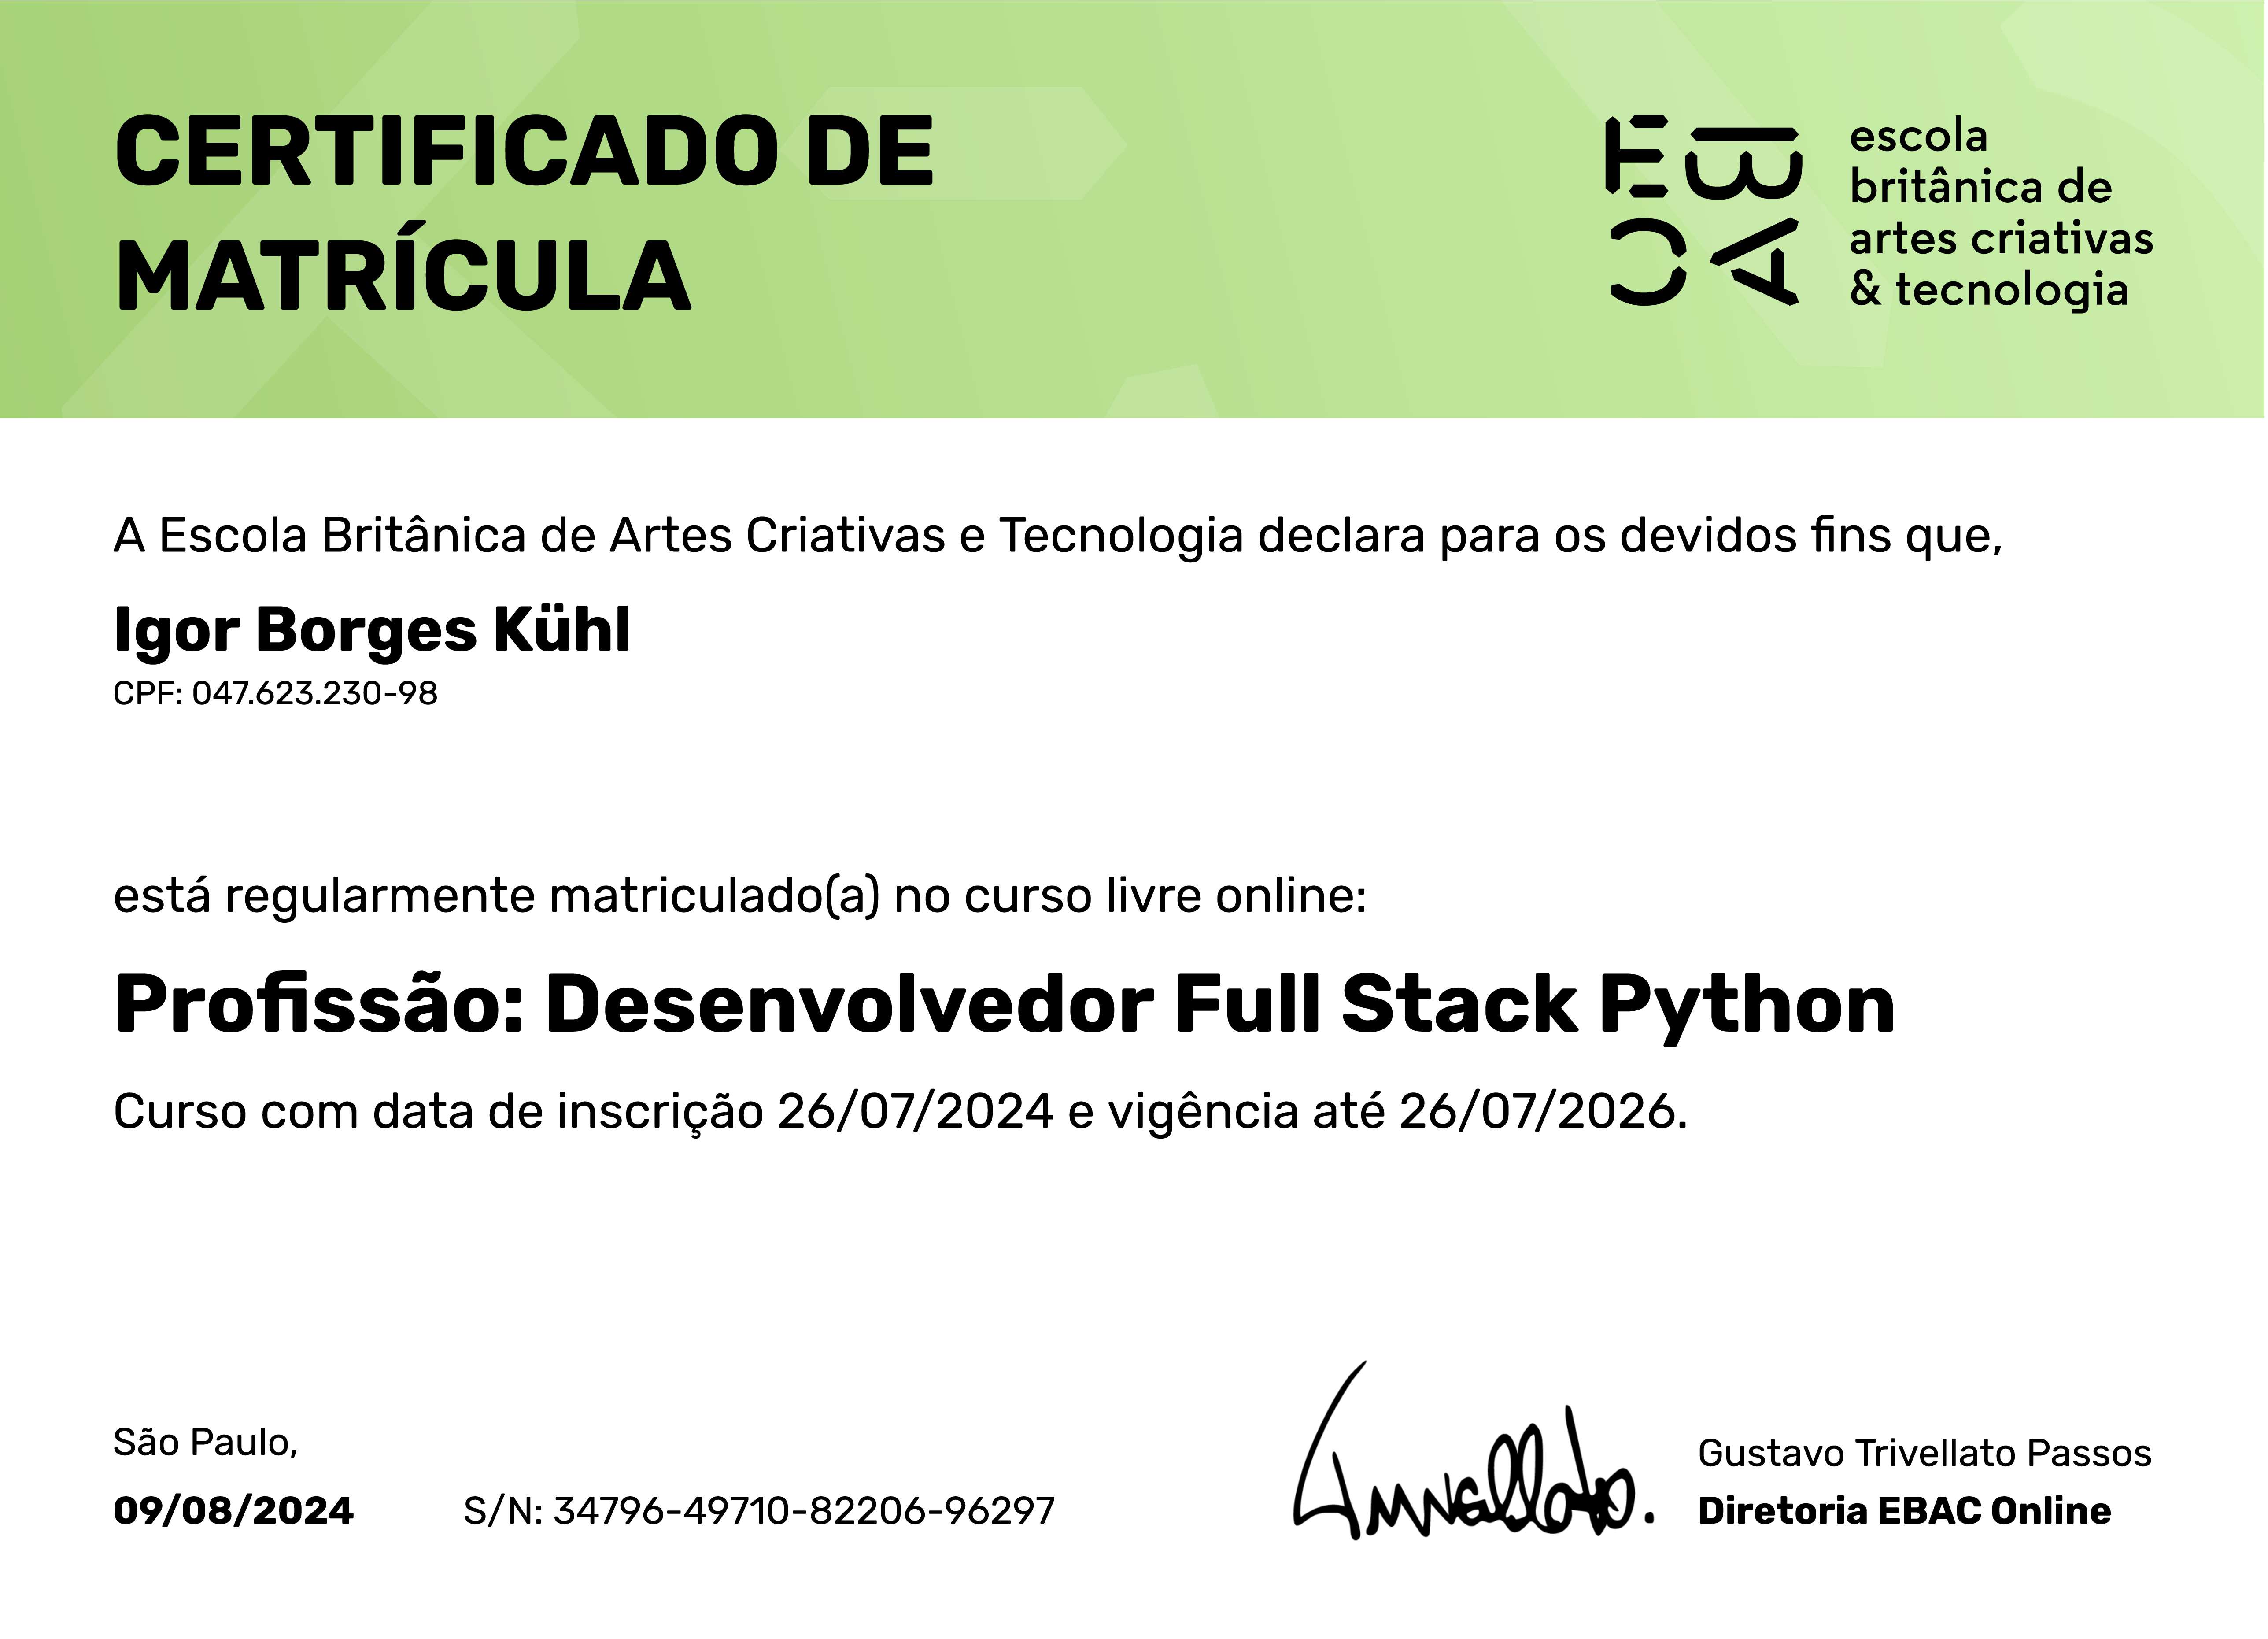 CERTIFICADO DE
MATRÍCULA
escola
britânica de
artes criativas
& tecnologia
A Escola Britânica de Artes Criativas e Tecnologia declara para os devidos fins que,
Igor Borges Kühl
CPF: 047.623.230-98
está regularmente matriculado(a) no curso livre online:
Profissão: Desenvolvedor Full Stack Python
Curso com data de inscrição 26/07/2024 e vigência até 26/07/2026.
São Paulo,
09/08/2024
S/N: 34796-49710-82206-96297
Gustavo Trivellato Passos
Diretoria EBAC Online